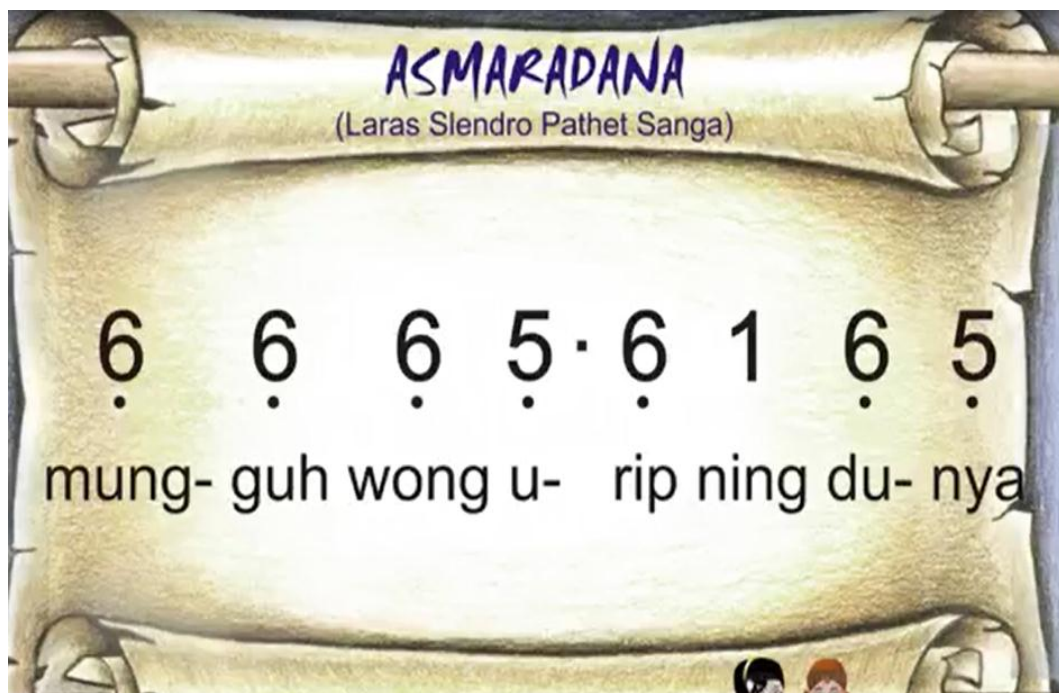 ASMARADANA
(Laras Slendro Pathet Sanga)
6̣ 6̣ 6̣ 5̣ · 6̣ 1 6̣ 5̣
mung- guh wong u- rip ning du- nya